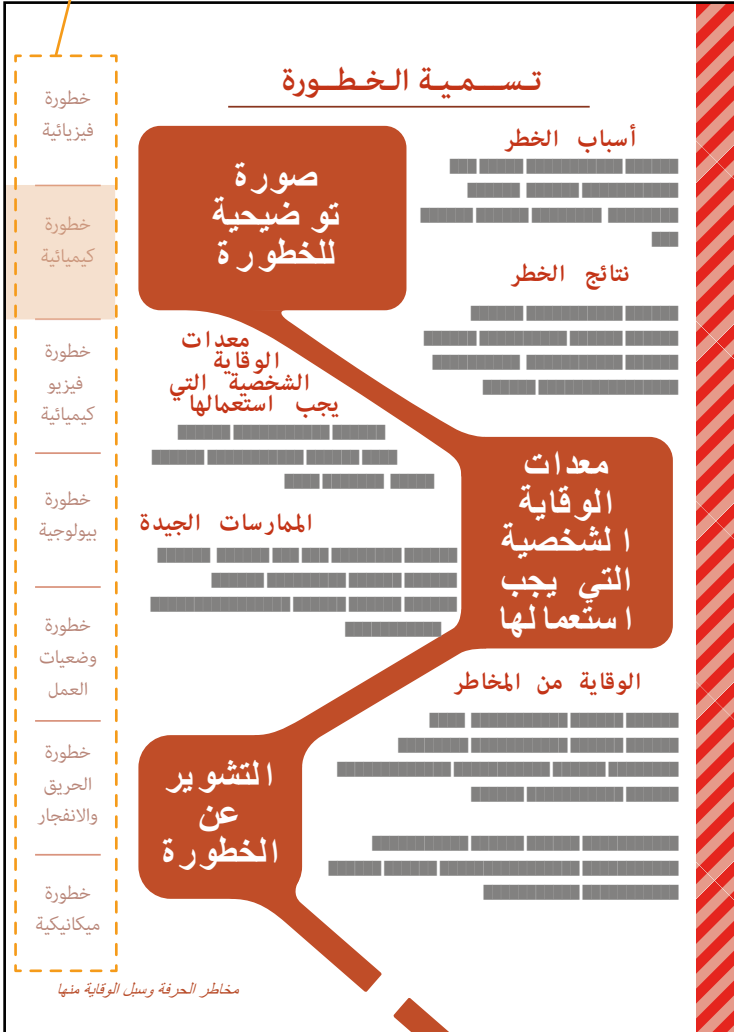 تســـمـيـة الـخـطــورة
أسباب الخطر
صورة
توضيحية
للخطورة
نتائج الخطر
معدات
الوقاية
الشخصية التي
يجب استعمالها
معدات
الوقاية
الشخصية
التي يجب
استعمالها
الممارسات الجيدة
الوقاية من المخاطر
التشوير
عن
الخطورة
خطورة
فيزيائية
خطورة
كيميائية
خطورة
فيزيو
كيميائية
خطورة
بيولوجية
خطورة
وضعيات
العمل
خطورة
الحريق
والانفجار
خطورة
ميكانيكية
مخاطر الحرفة وسبل الوقاية منها